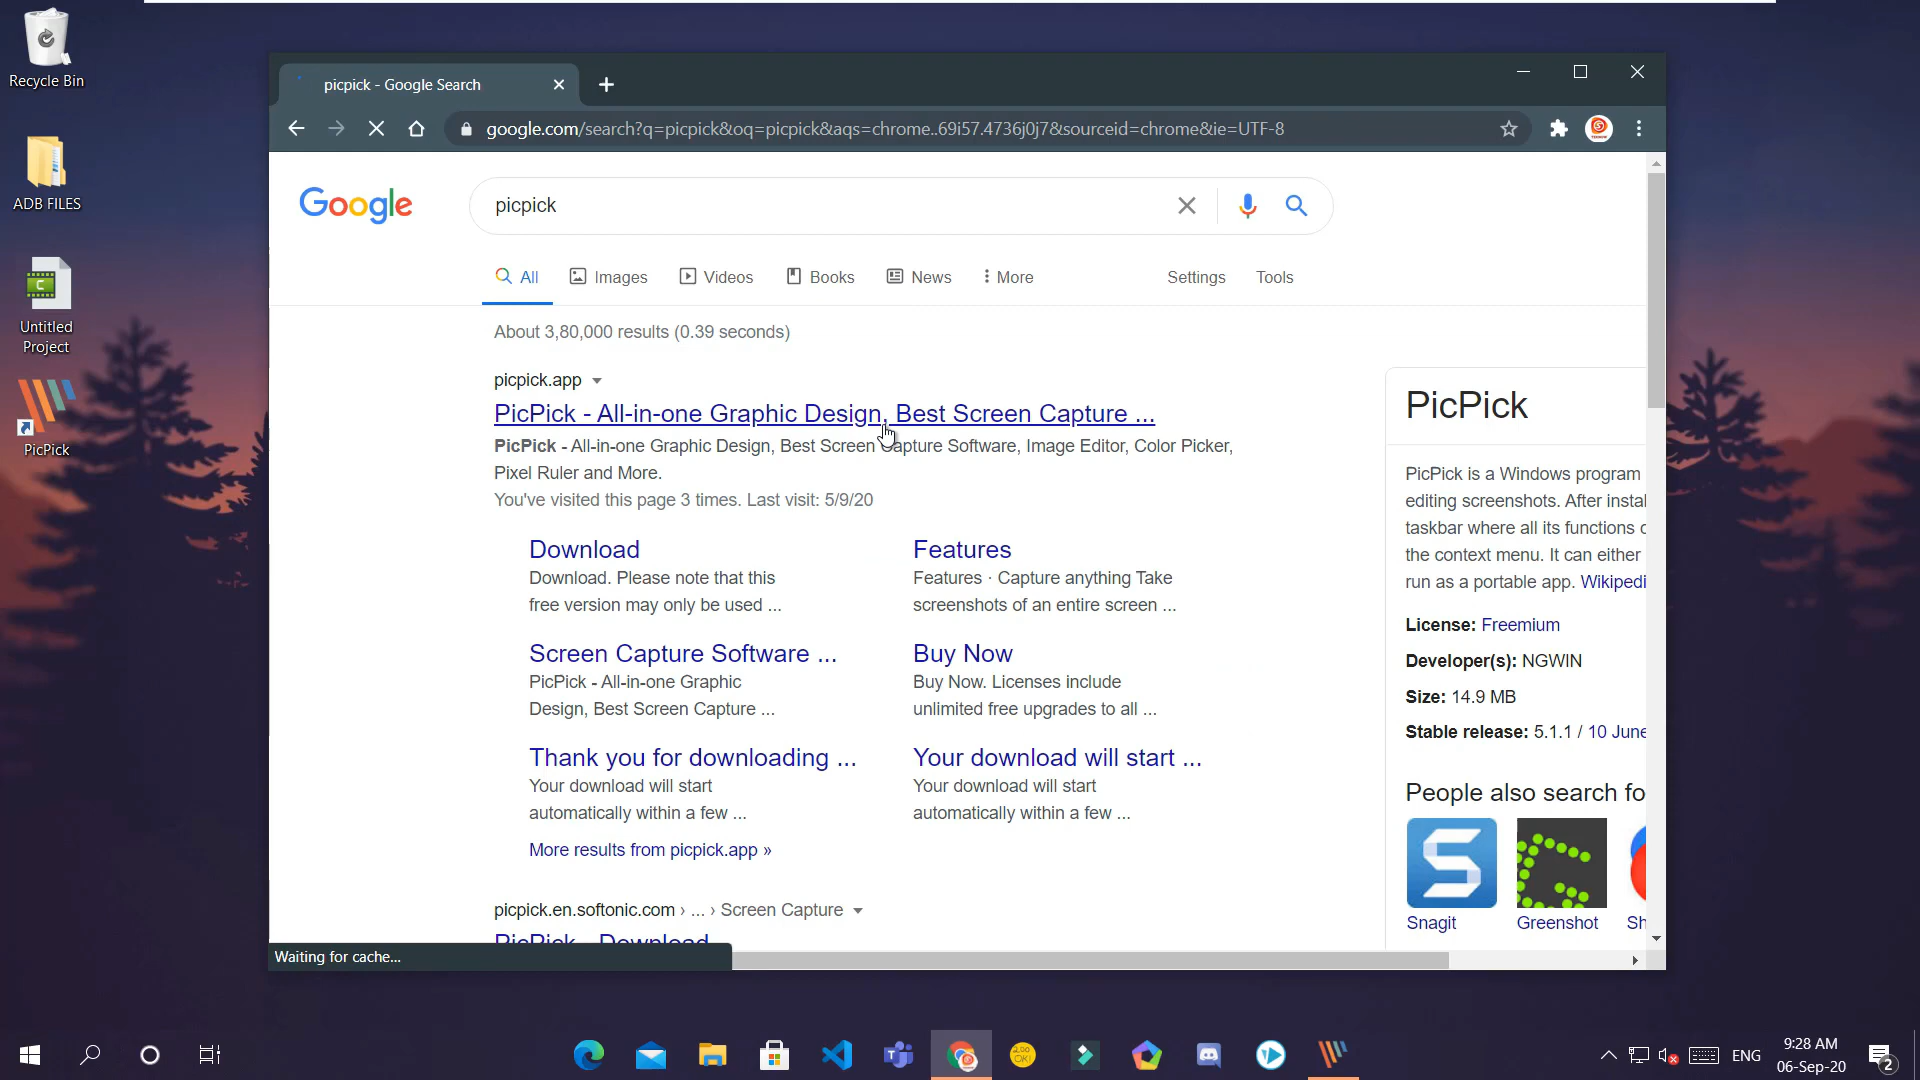 Recycle Bin
ADB FILES
Untitled
Project
PicPick
picpick - Google Search
google.com/search?q=picpick&oq=picpick&aqs=chrome..69i57.4736j0j7&sourceid=chrome&ie=UTF-8
Google
picpick
All Images Videos Books News More Settings Tools
About 3,80,000 results (0.39 seconds)
picpick.app
PicPick - All-in-one Graphic Design, Best Screen Capture ...
PicPick - All-in-one Graphic Design, Best Screen Capture Software, Image Editor, Color Picker,
Pixel Ruler and More.
You've visited this page 3 times. Last visit: 5/9/20
Download
Download. Please note that this
free version may only be used ...
Features
Features · Capture anything Take
screenshots of an entire screen ...
Screen Capture Software ...
PicPick - All-in-one Graphic
Design, Best Screen Capture ...
Buy Now
Buy Now. Licenses include
unlimited free upgrades to all ...
Thank you for downloading ...
Your download will start
automatically within a few ...
Your download will start ...
Your download will start
automatically within a few ...
More results from picpick.app »
picpick.en.softonic.com › ... › Screen Capture
PicPick - Download
PicPick
PicPick is a Windows program
editing screenshots. After instal
taskbar where all its functions c
the context menu. It can either
run as a portable app. Wikipedi
License: Freemium
Developer(s): NGWIN
Size: 14.9 MB
Stable release: 5.1.1 / 10 June
People also search fo
Snagit
Greenshot
Sh
Waiting for cache...
ENG
9:28 AM
06-Sep-20
2